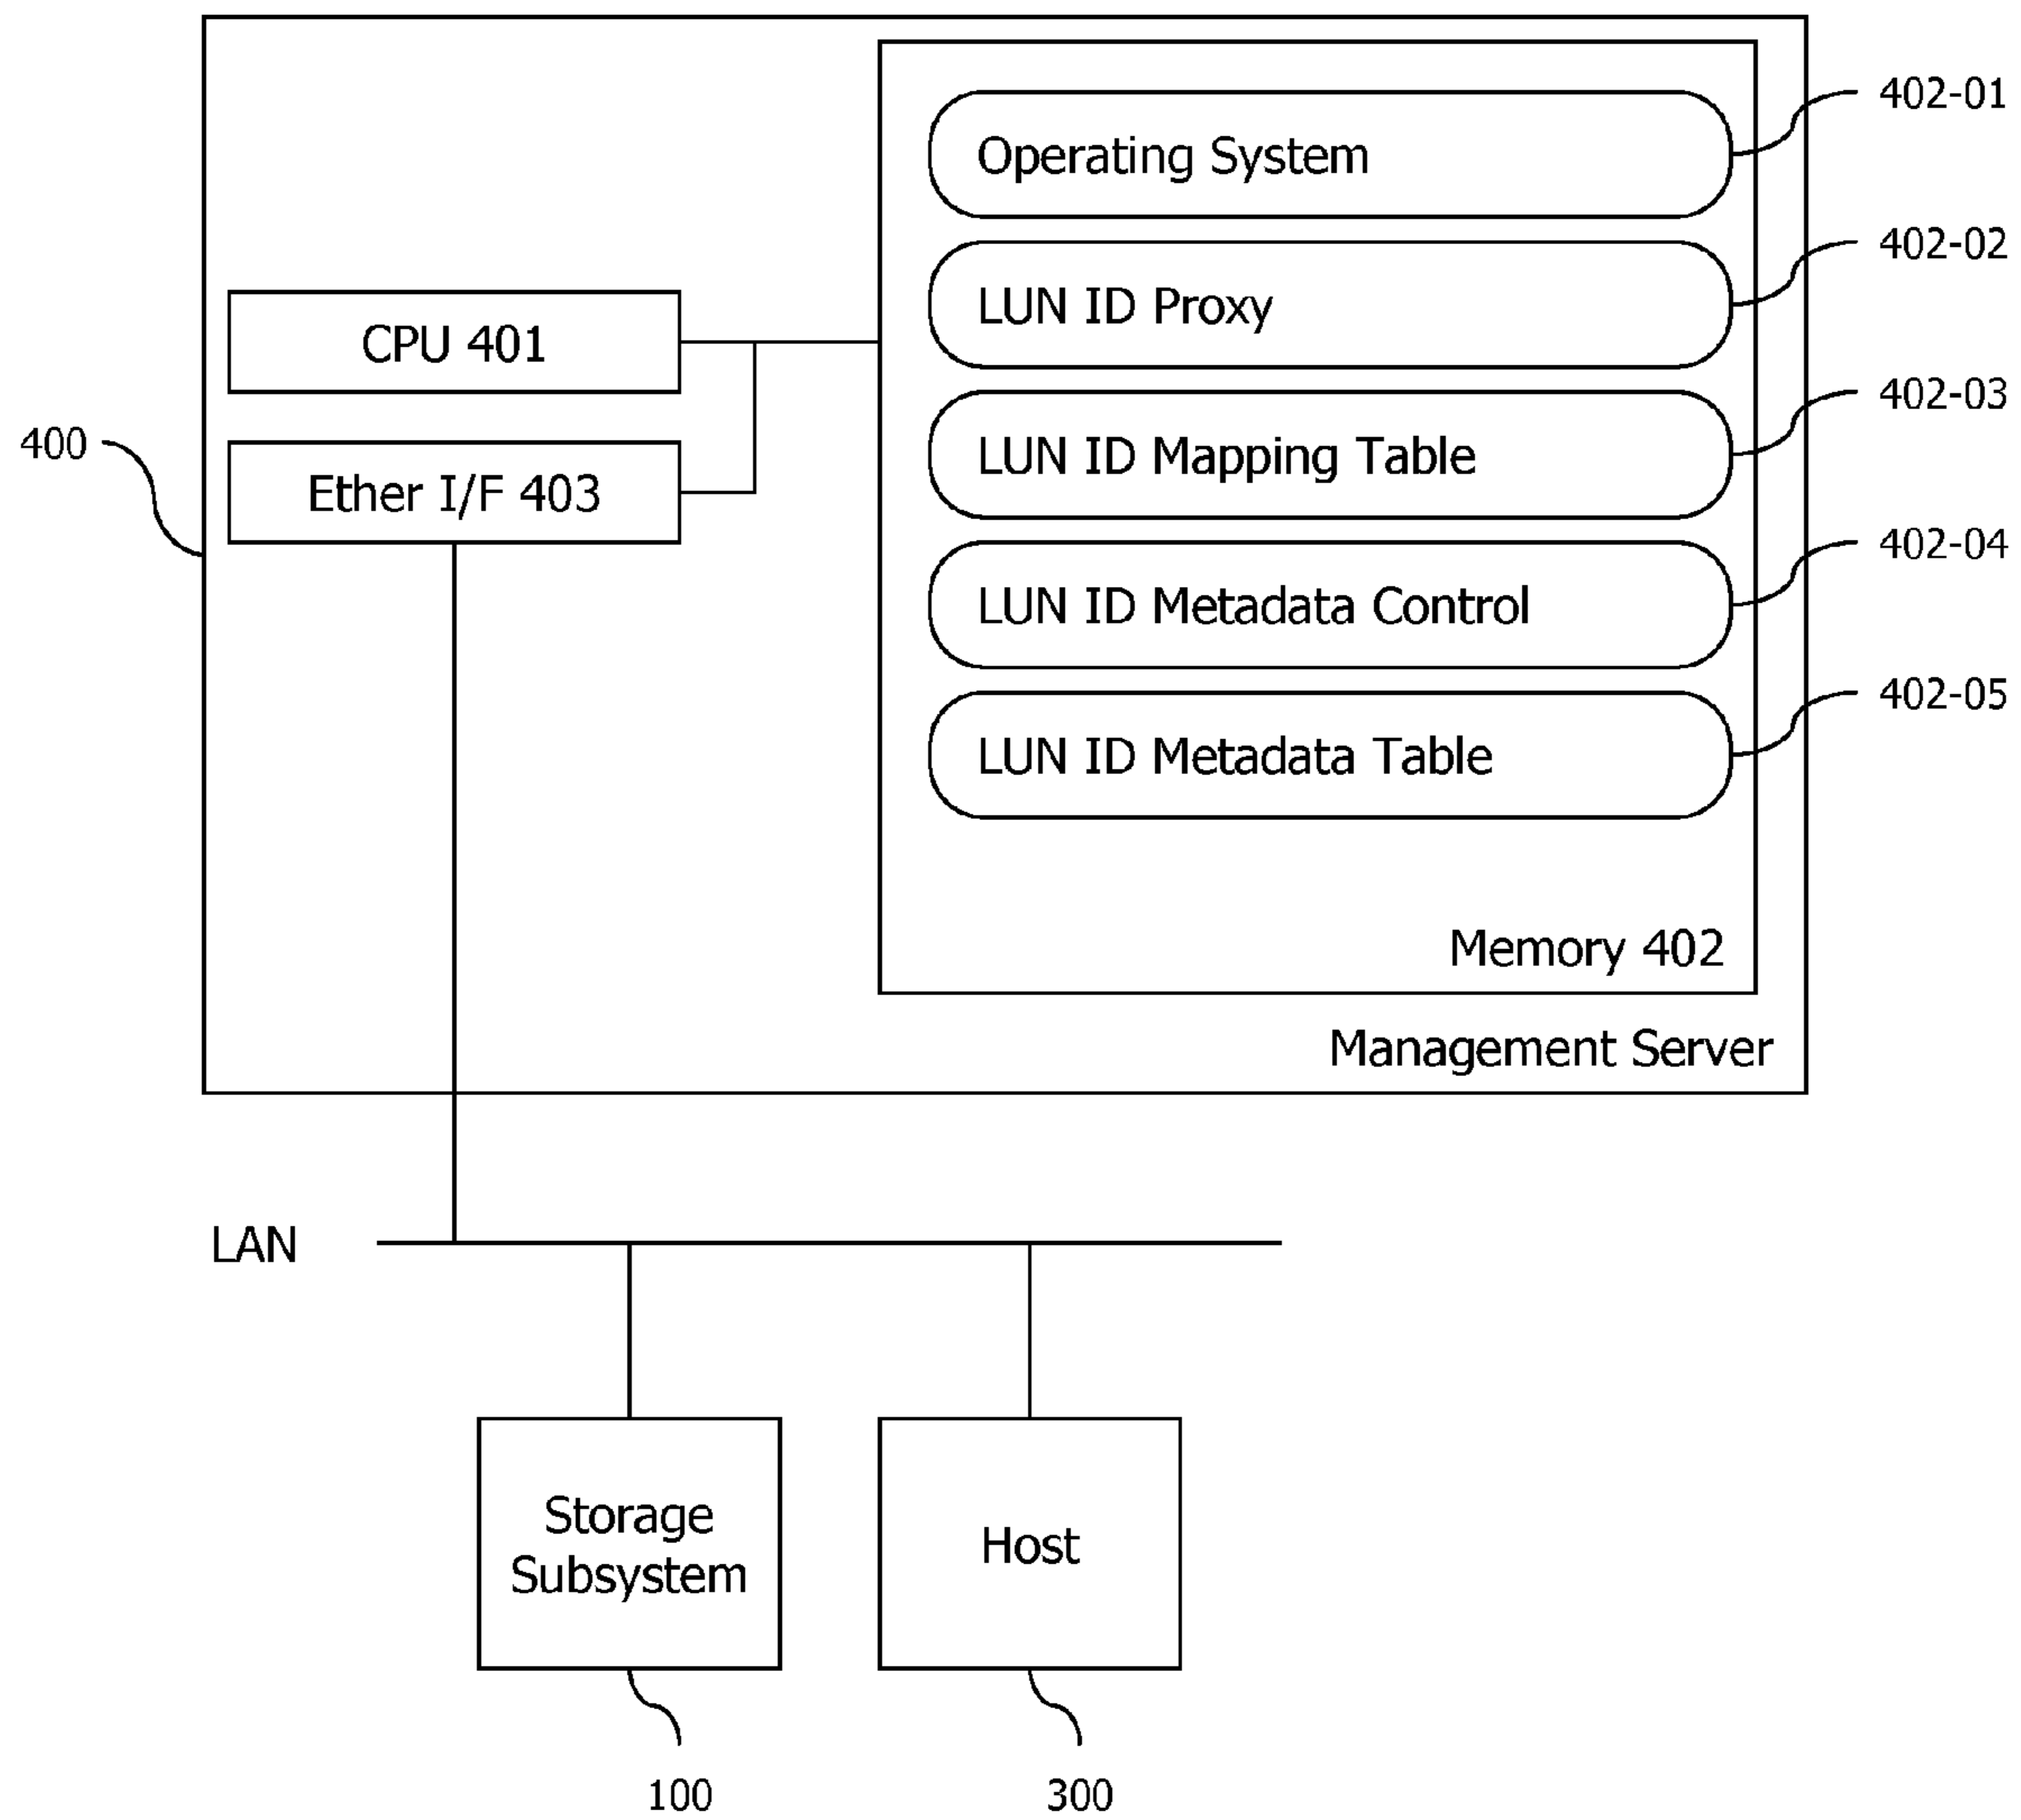 402-01
Operating System
402-02
LUN ID Proxy
CPU 401
402-03
400
LUN ID Mapping Table
Ether I/F 403
402-04
LUN ID Metadata Control
402-05
LUN ID Metadata Table
Memory 402
Management Server
LAN
Storage
Subsystem
Host
100
300